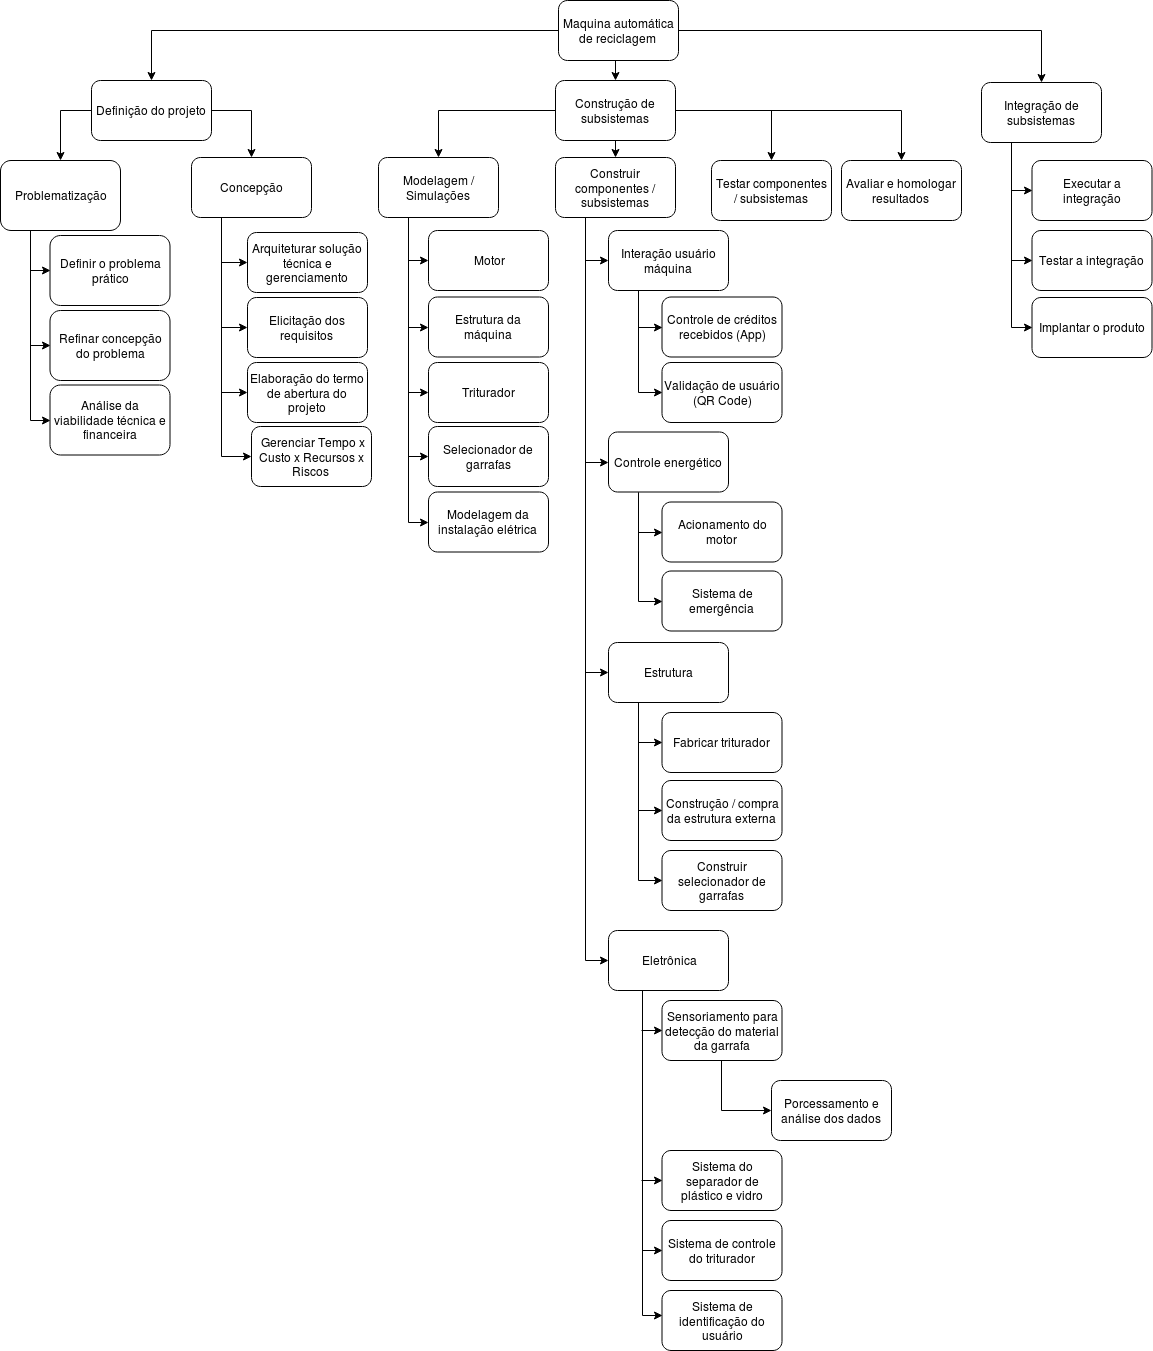 Maquina automática
de reciclagem
Definição do projeto
Construção de
subsistemas
Integração de
subsistemas
Problematização
Definir o problema
prático
Refinar concepção
do problema
Análise da
viabilidade técnica e
financeira
Concepção
Arquiteturar solução
técnica e
gerenciamento
Elicitação dos
requisitos
Elaboração do termo
de abertura do
projeto
Gerenciar Tempo x
Custo x Recursos x
Riscos
Modelagem /
Simulações
Motor
Estrutura da
máquina
Triturador
Selecionador de
garrafas
Modelagem da
instalação elétrica
Construir
componentes /
subsistemas
Interação usuário
máquina
Controle de créditos
recebidos (App)
Validação de usuário
(QR Code)
Controle energético
Acionamento do
motor
Sistema de
emergência
Estrutura
Fabricar triturador
Construção / compra
da estrutura externa
Construir
selecionador de
garrafas
Eletrônica
Sensoriamento para
detecção do material
da garrafa
Porcessamento e
análise dos dados
Sistema do
separador de
plástico e vidro
Sistema de controle
do triturador
Sistema de
identificação do
usuário
Testar componentes
/ subsistemas
Avaliar e homologar
resultados
Executar a
integração
Testar a integração
Implantar o produto